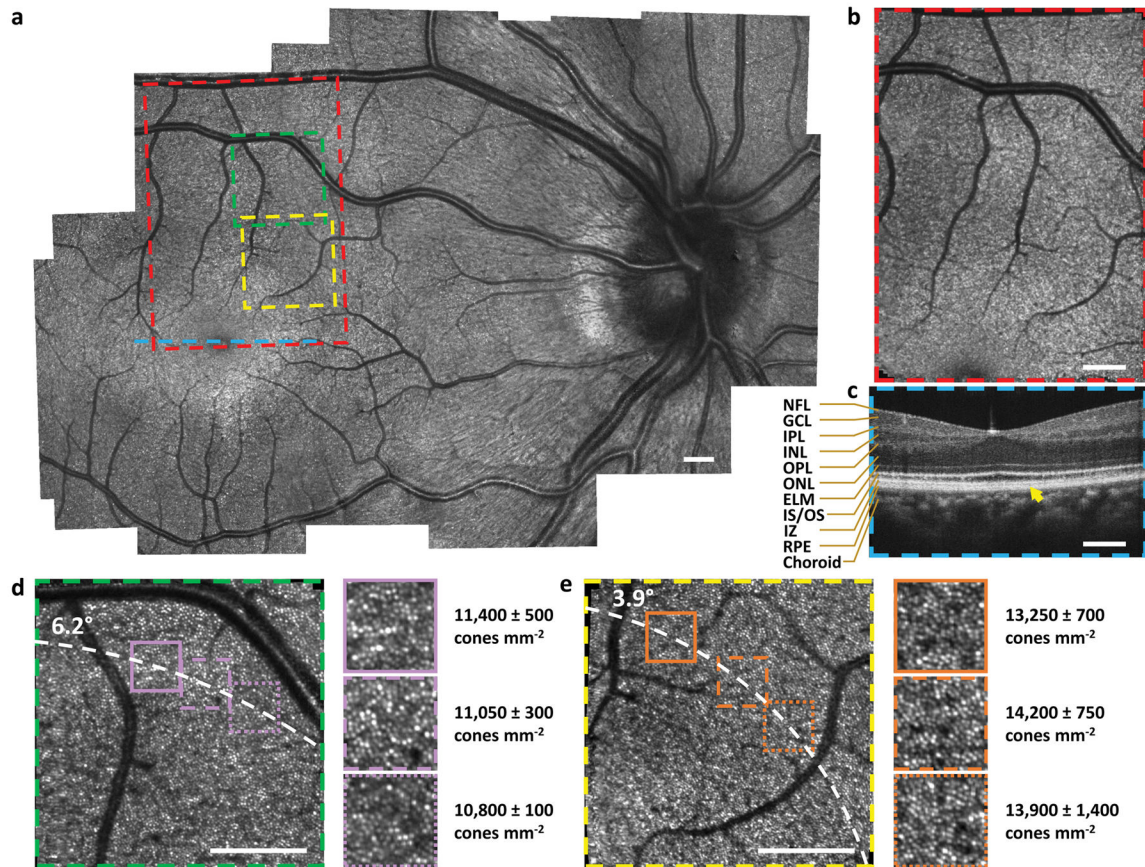 a
b
c
NFL
GCL
IPL
INL
OPL
ONL
ELM
IS/OS
IZ
RPE
Choroid
d
6.2°
11,400 ± 500
cones mm⁻²
11,050 ± 300
cones mm⁻²
10,800 ± 100
cones mm⁻²
e
3.9°
13,250 ± 700
cones mm⁻²
14,200 ± 750
cones mm⁻²
13,900 ± 1,400
cones mm⁻²